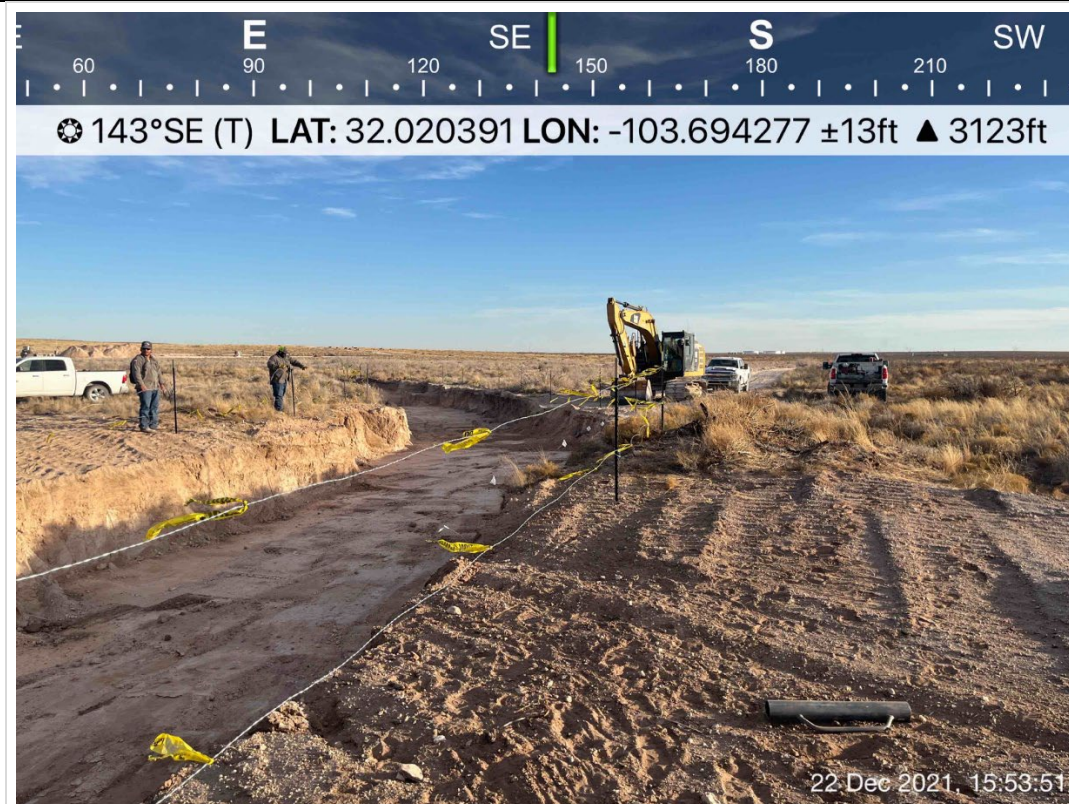 E SE S SW
60 90 120 150 180 210
143°SE (T) LAT: 32.020391 LON: -103.694277 ±13ft ▲ 3123ft
22 Dec 2021, 15:53:51